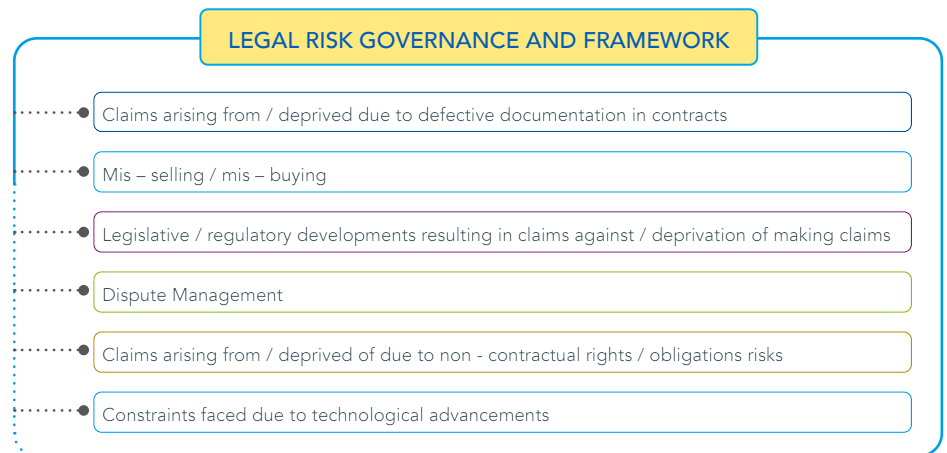 LEGAL RISK GOVERNANCE AND FRAMEWORK
Claims arising from / deprived due to defective documentation in contracts
Mis – selling / mis – buying
Legislative / regulatory developments resulting in claims against / deprivation of making claims
Dispute Management
Claims arising from / deprived of due to non - contractual rights / obligations risks
Constraints faced due to technological advancements